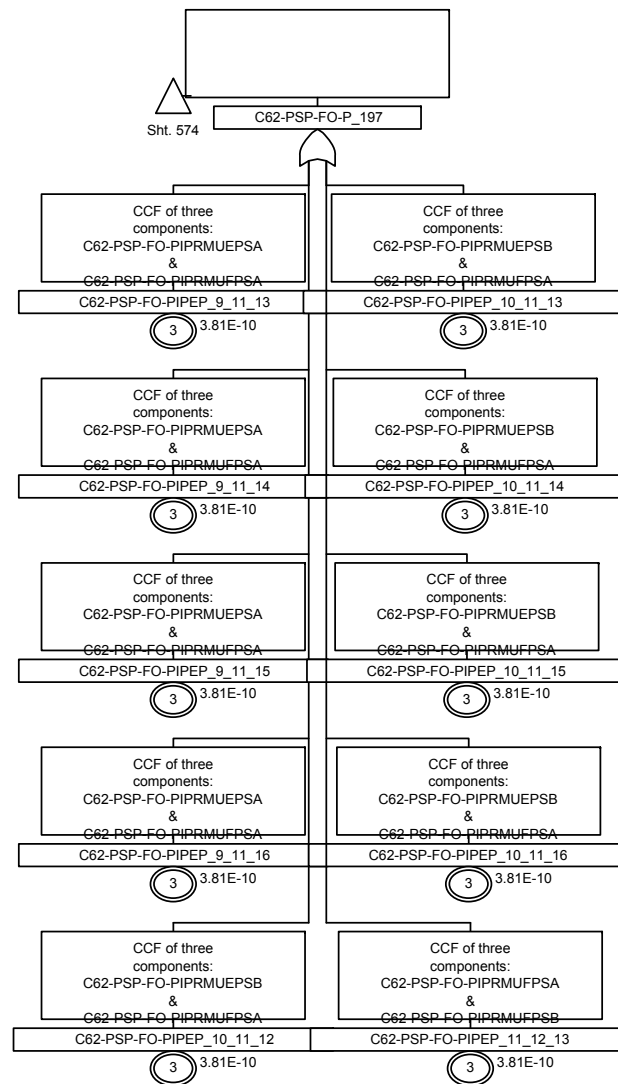 Sht. 574
C62-PSP-FO-P_197
CCF of three
components:
C62-PSP-FO-PIPRMUEPSA
&
C62-PSP-FO-PIPRMUFPSA
C62-PSP-FO-PIPEP_9_11_13
3
3.81E-10
CCF of three
components:
C62-PSP-FO-PIPRMUEPSB
&
C62-PSP-FO-PIPRMUFPSA
C62-PSP-FO-PIPEP_10_11_13
3
3.81E-10
CCF of three
components:
C62-PSP-FO-PIPRMUEPSA
&
C62-PSP-FO-PIPRMUFPSA
C62-PSP-FO-PIPEP_9_11_14
3
3.81E-10
CCF of three
components:
C62-PSP-FO-PIPRMUEPSB
&
C62-PSP-FO-PIPRMUFPSA
C62-PSP-FO-PIPEP_10_11_14
3
3.81E-10
CCF of three
components:
C62-PSP-FO-PIPRMUEPSA
&
C62-PSP-FO-PIPRMUFPSA
C62-PSP-FO-PIPEP_9_11_15
3
3.81E-10
CCF of three
components:
C62-PSP-FO-PIPRMUEPSB
&
C62-PSP-FO-PIPRMUFPSA
C62-PSP-FO-PIPEP_10_11_15
3
3.81E-10
CCF of three
components:
C62-PSP-FO-PIPRMUEPSA
&
C62-PSP-FO-PIPRMUFPSA
C62-PSP-FO-PIPEP_9_11_16
3
3.81E-10
CCF of three
components:
C62-PSP-FO-PIPRMUEPSB
&
C62-PSP-FO-PIPRMUFPSA
C62-PSP-FO-PIPEP_10_11_16
3
3.81E-10
CCF of three
components:
C62-PSP-FO-PIPRMUEPSB
&
C62-PSP-FO-PIPRMUFPSA
C62-PSP-FO-PIPEP_10_11_12
3
3.81E-10
CCF of three
components:
C62-PSP-FO-PIPRMUFPSA
&
C62-PSP-FO-PIPRMUFPSB
C62-PSP-FO-PIPEP_11_12_13
3
3.81E-10